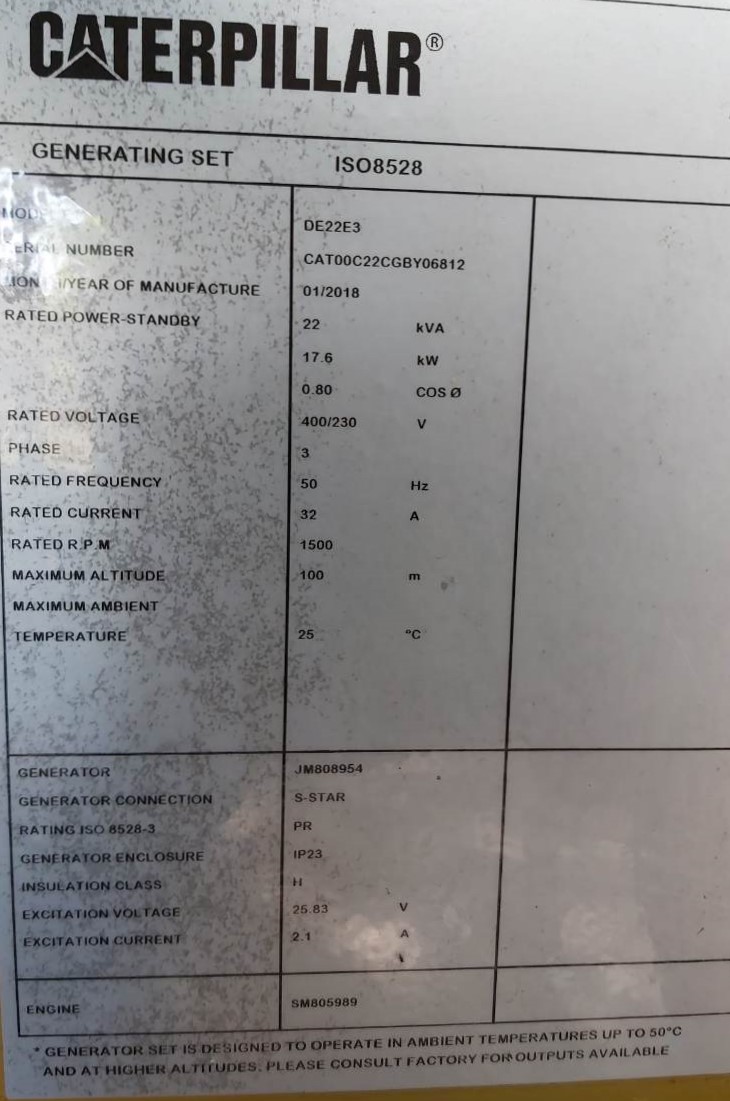 CATERPILLAR®
GENERATING SET ISO8528
MODEL DE22E3
SERIAL NUMBER CAT00C22CGBY06812
MONTH/YEAR OF MANUFACTURE 01/2018
RATED POWER-STANDBY 22 kVA
17.6 kW
0.80 COS Ø
RATED VOLTAGE 400/230 V
PHASE 3
RATED FREQUENCY 50 Hz
RATED CURRENT 32 A
RATED R.P.M 1500
MAXIMUM ALTITUDE 100 m
MAXIMUM AMBIENT
TEMPERATURE 25 °C
GENERATOR JM808954
GENERATOR CONNECTION S-STAR
RATING ISO 8528-3 PR
GENERATOR ENCLOSURE IP23
INSULATION CLASS H
EXCITATION VOLTAGE 25.83 V
EXCITATION CURRENT 2.1 A
ENGINE SM805989
* GENERATOR SET IS DESIGNED TO OPERATE IN AMBIENT TEMPERATURES UP TO 50°C
AND AT HIGHER ALTITUDES. PLEASE CONSULT FACTORY FOR OUTPUTS AVAILABLE